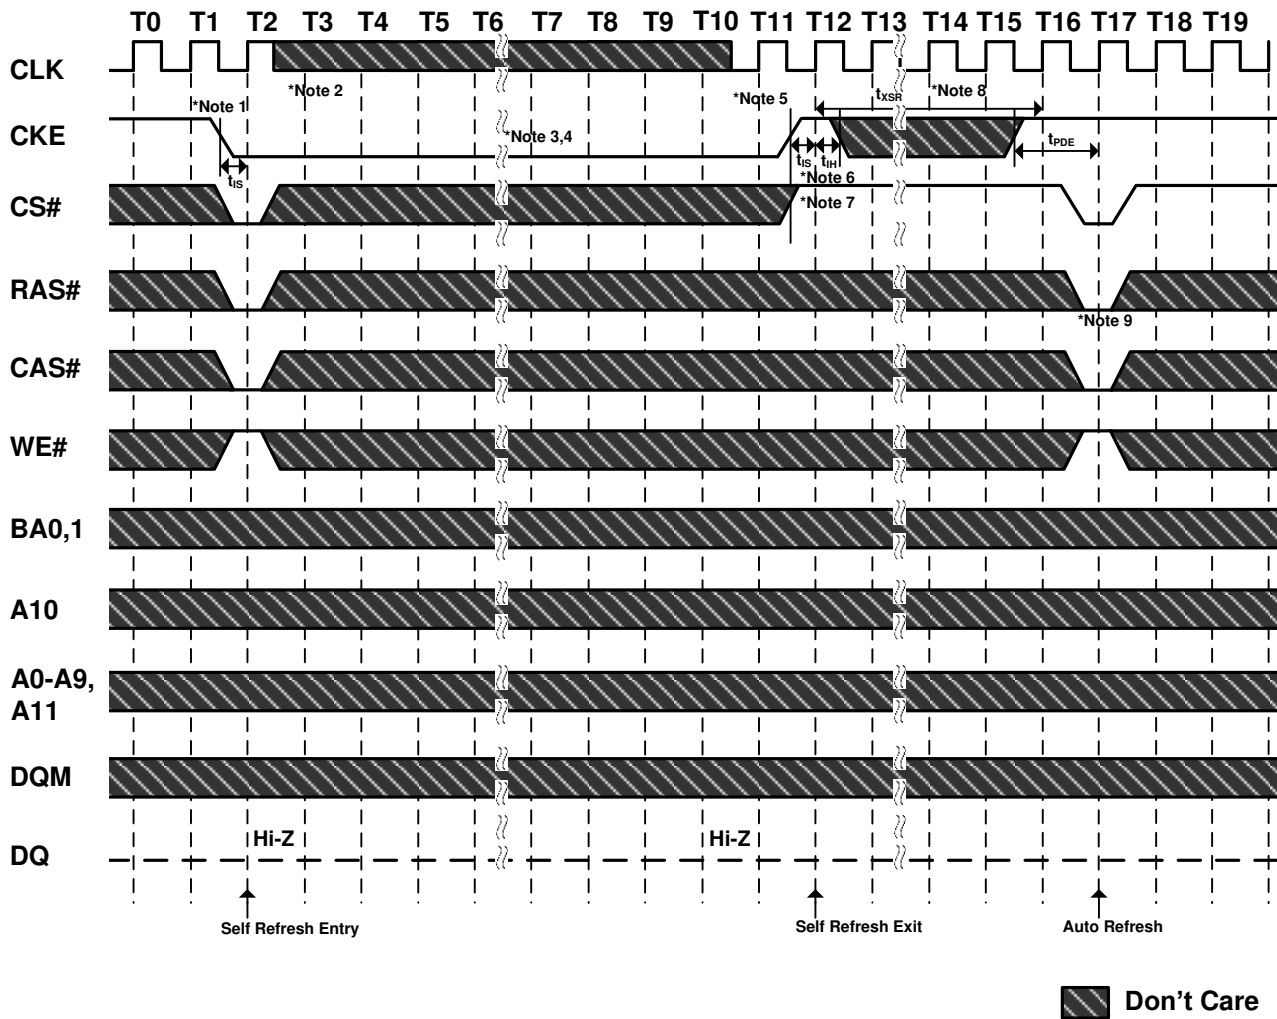 T0 T1 T2 T3 T4 T5 T6 T7 T8 T9 T10 T11 T12 T13 T14 T15 T16 T17 T18 T19
CLK
*Note 2
*Note 5
tXSR
*Note 8
*Note 1
CKE
*Note 3,4
tPDE
tIS
tIS
tIH
*Note 6
CS#
*Note 7
RAS#
*Note 9
CAS#
WE#
BA0,1
A10
A0-A9,
A11
DQM
Hi-Z
Hi-Z
DQ
Self Refresh Entry
Self Refresh Exit
Auto Refresh
Don't Care